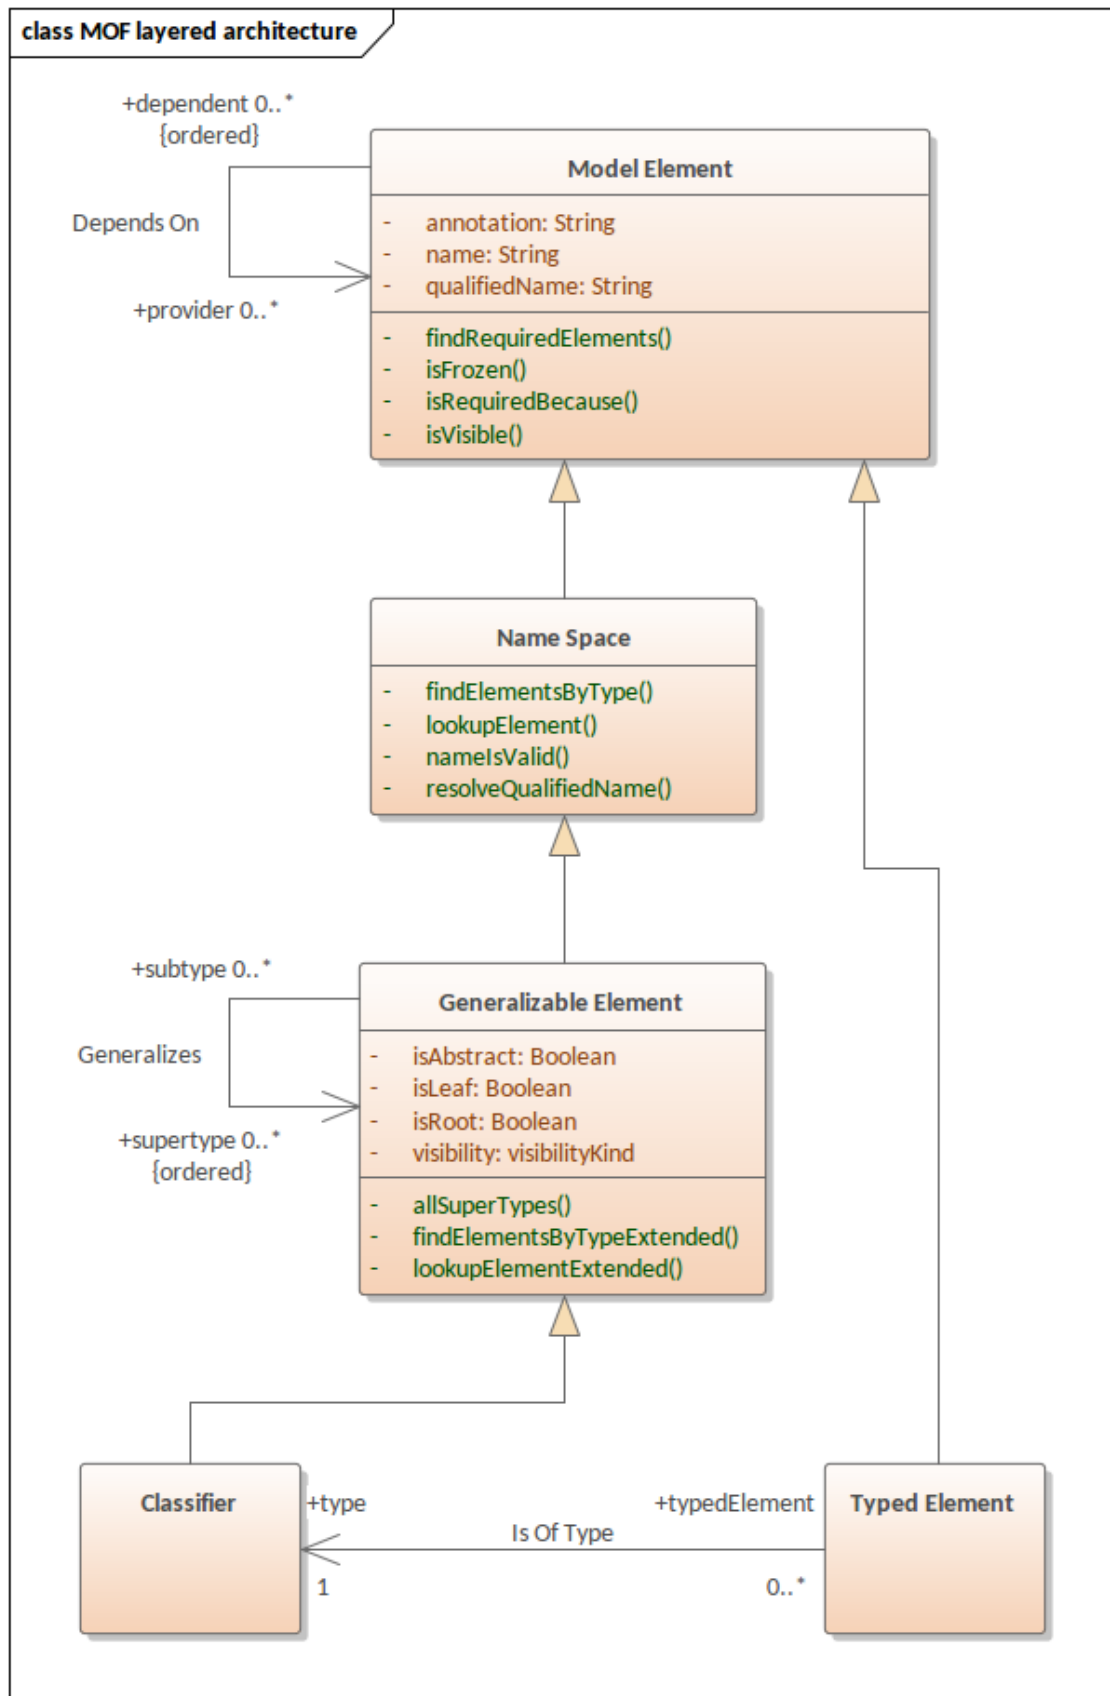 class MOF layered architecture
+dependent 0..*
{ordered}
Depends On
+provider 0..*
Model Element
- annotation: String
- name: String
- qualifiedName: String
- findRequiredElements()
- isFrozen()
- isRequiredBecause()
- isVisible()
Name Space
- findElementsByType()
- lookupElement()
- nameIsValid()
- resolveQualifiedName()
+subtype 0..*
Generalizes
+supertype 0..*
{ordered}
Generalizable Element
- isAbstract: Boolean
- isLeaf: Boolean
- isRoot: Boolean
- visibility: visibilityKind
- allSuperTypes()
- findElementsByTypeExtended()
- lookupElementExtended()
Classifier
+type
1
Is Of Type
+typedElement
0..*
Typed Element